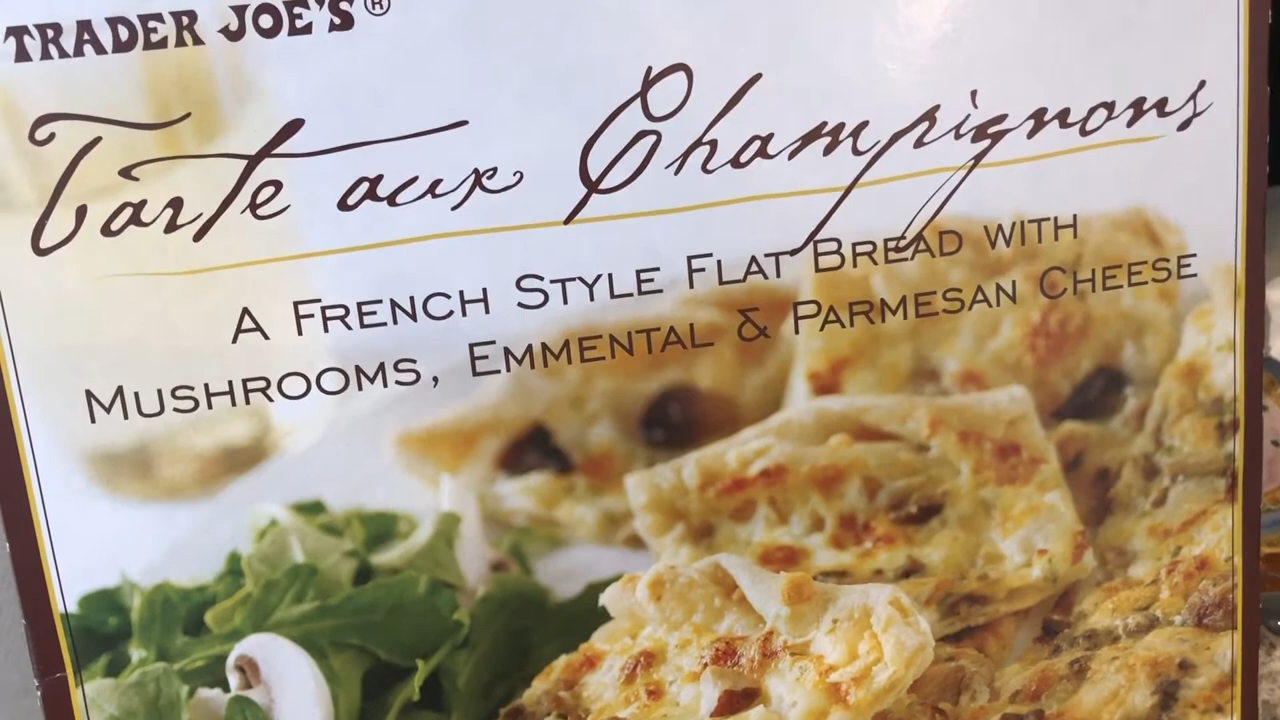 TRADER JOE'S®
Tarte aux Champignons
A FRENCH STYLE FLAT BREAD WITH
MUSHROOMS, EMMENTAL & PARMESAN CHEESE